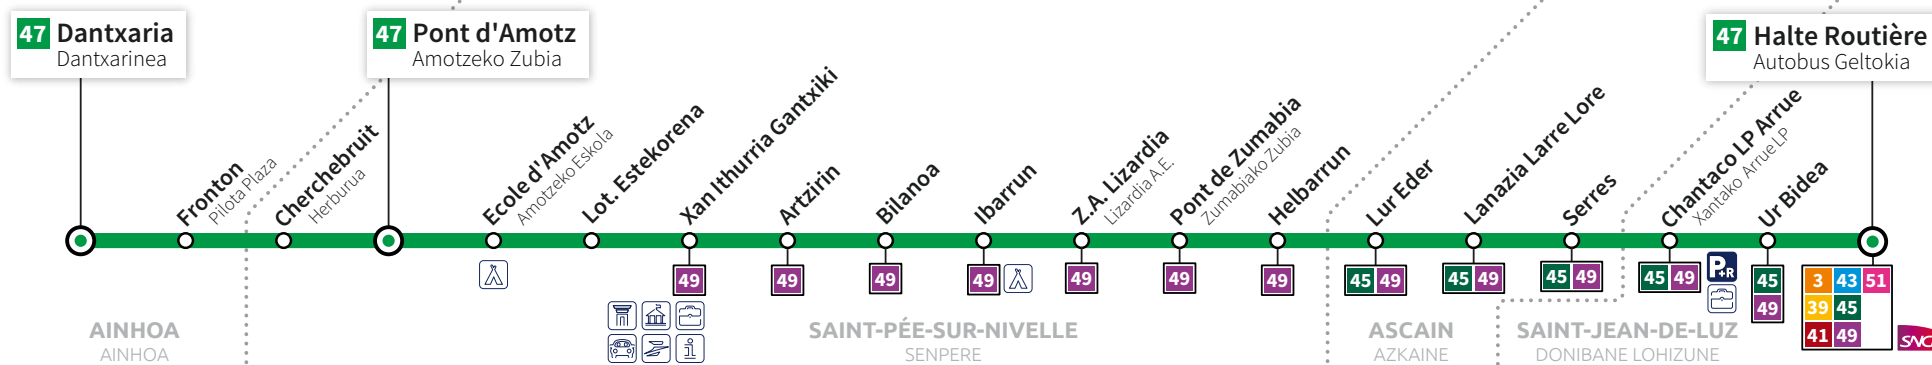 47 Dantxaria
Dantxarinea
47 Pont d'Amotz
Amotzeko Zubia
47 Halte Routière
Autobus Geltokia
Fronton
Pilota Plaza
Cherchebruit
Herburua
Ecole d'Amotz
Amotzeko Eskola
Lot. Estekorena
Xan Ithurria Gantxiki
Artzirin
Bilanoa
Ibarrun
Z.A. Lizardia
Lizardia A.E.
Pont de Zumabia
Zumabiako Zubia
Helbarrun
Lur Eder
Lanazia Larre Lore
Serres
Chantaco LP Arrue
Xantako Arrue LP
Ur Bidea
49
49
49
49
49
49
49
45 49
45 49
45 49
45 49
P+R
45
49
3 43 51
39 45
41 49
i
AINHOA
AINHOA
SAINT-PÉE-SUR-NIVELLE
SENPERE
ASCAIN
AZKAINE
SAINT-JEAN-DE-LUZ
DONIBANE LOHIZUNE